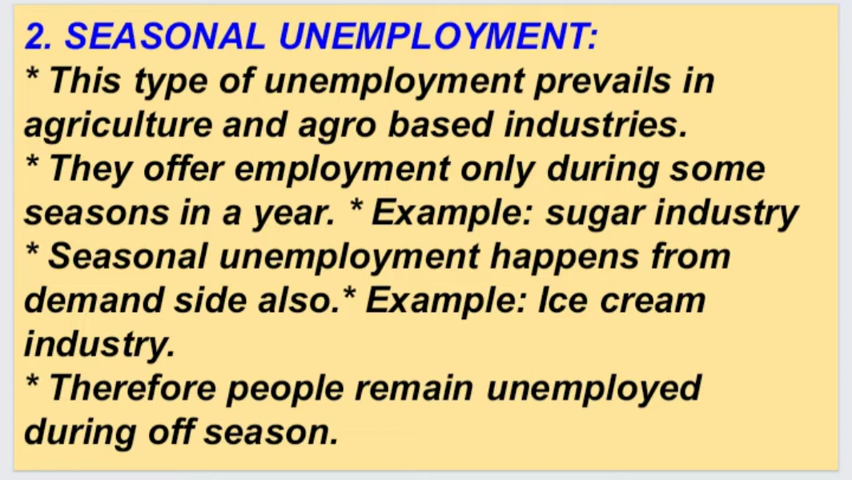 2. SEASONAL UNEMPLOYMENT:
* This type of unemployment prevails in
agriculture and agro based industries.
* They offer employment only during some
seasons in a year. * Example: sugar industry
* Seasonal unemployment happens from
demand side also.* Example: Ice cream
industry.
* Therefore people remain unemployed
during off season.